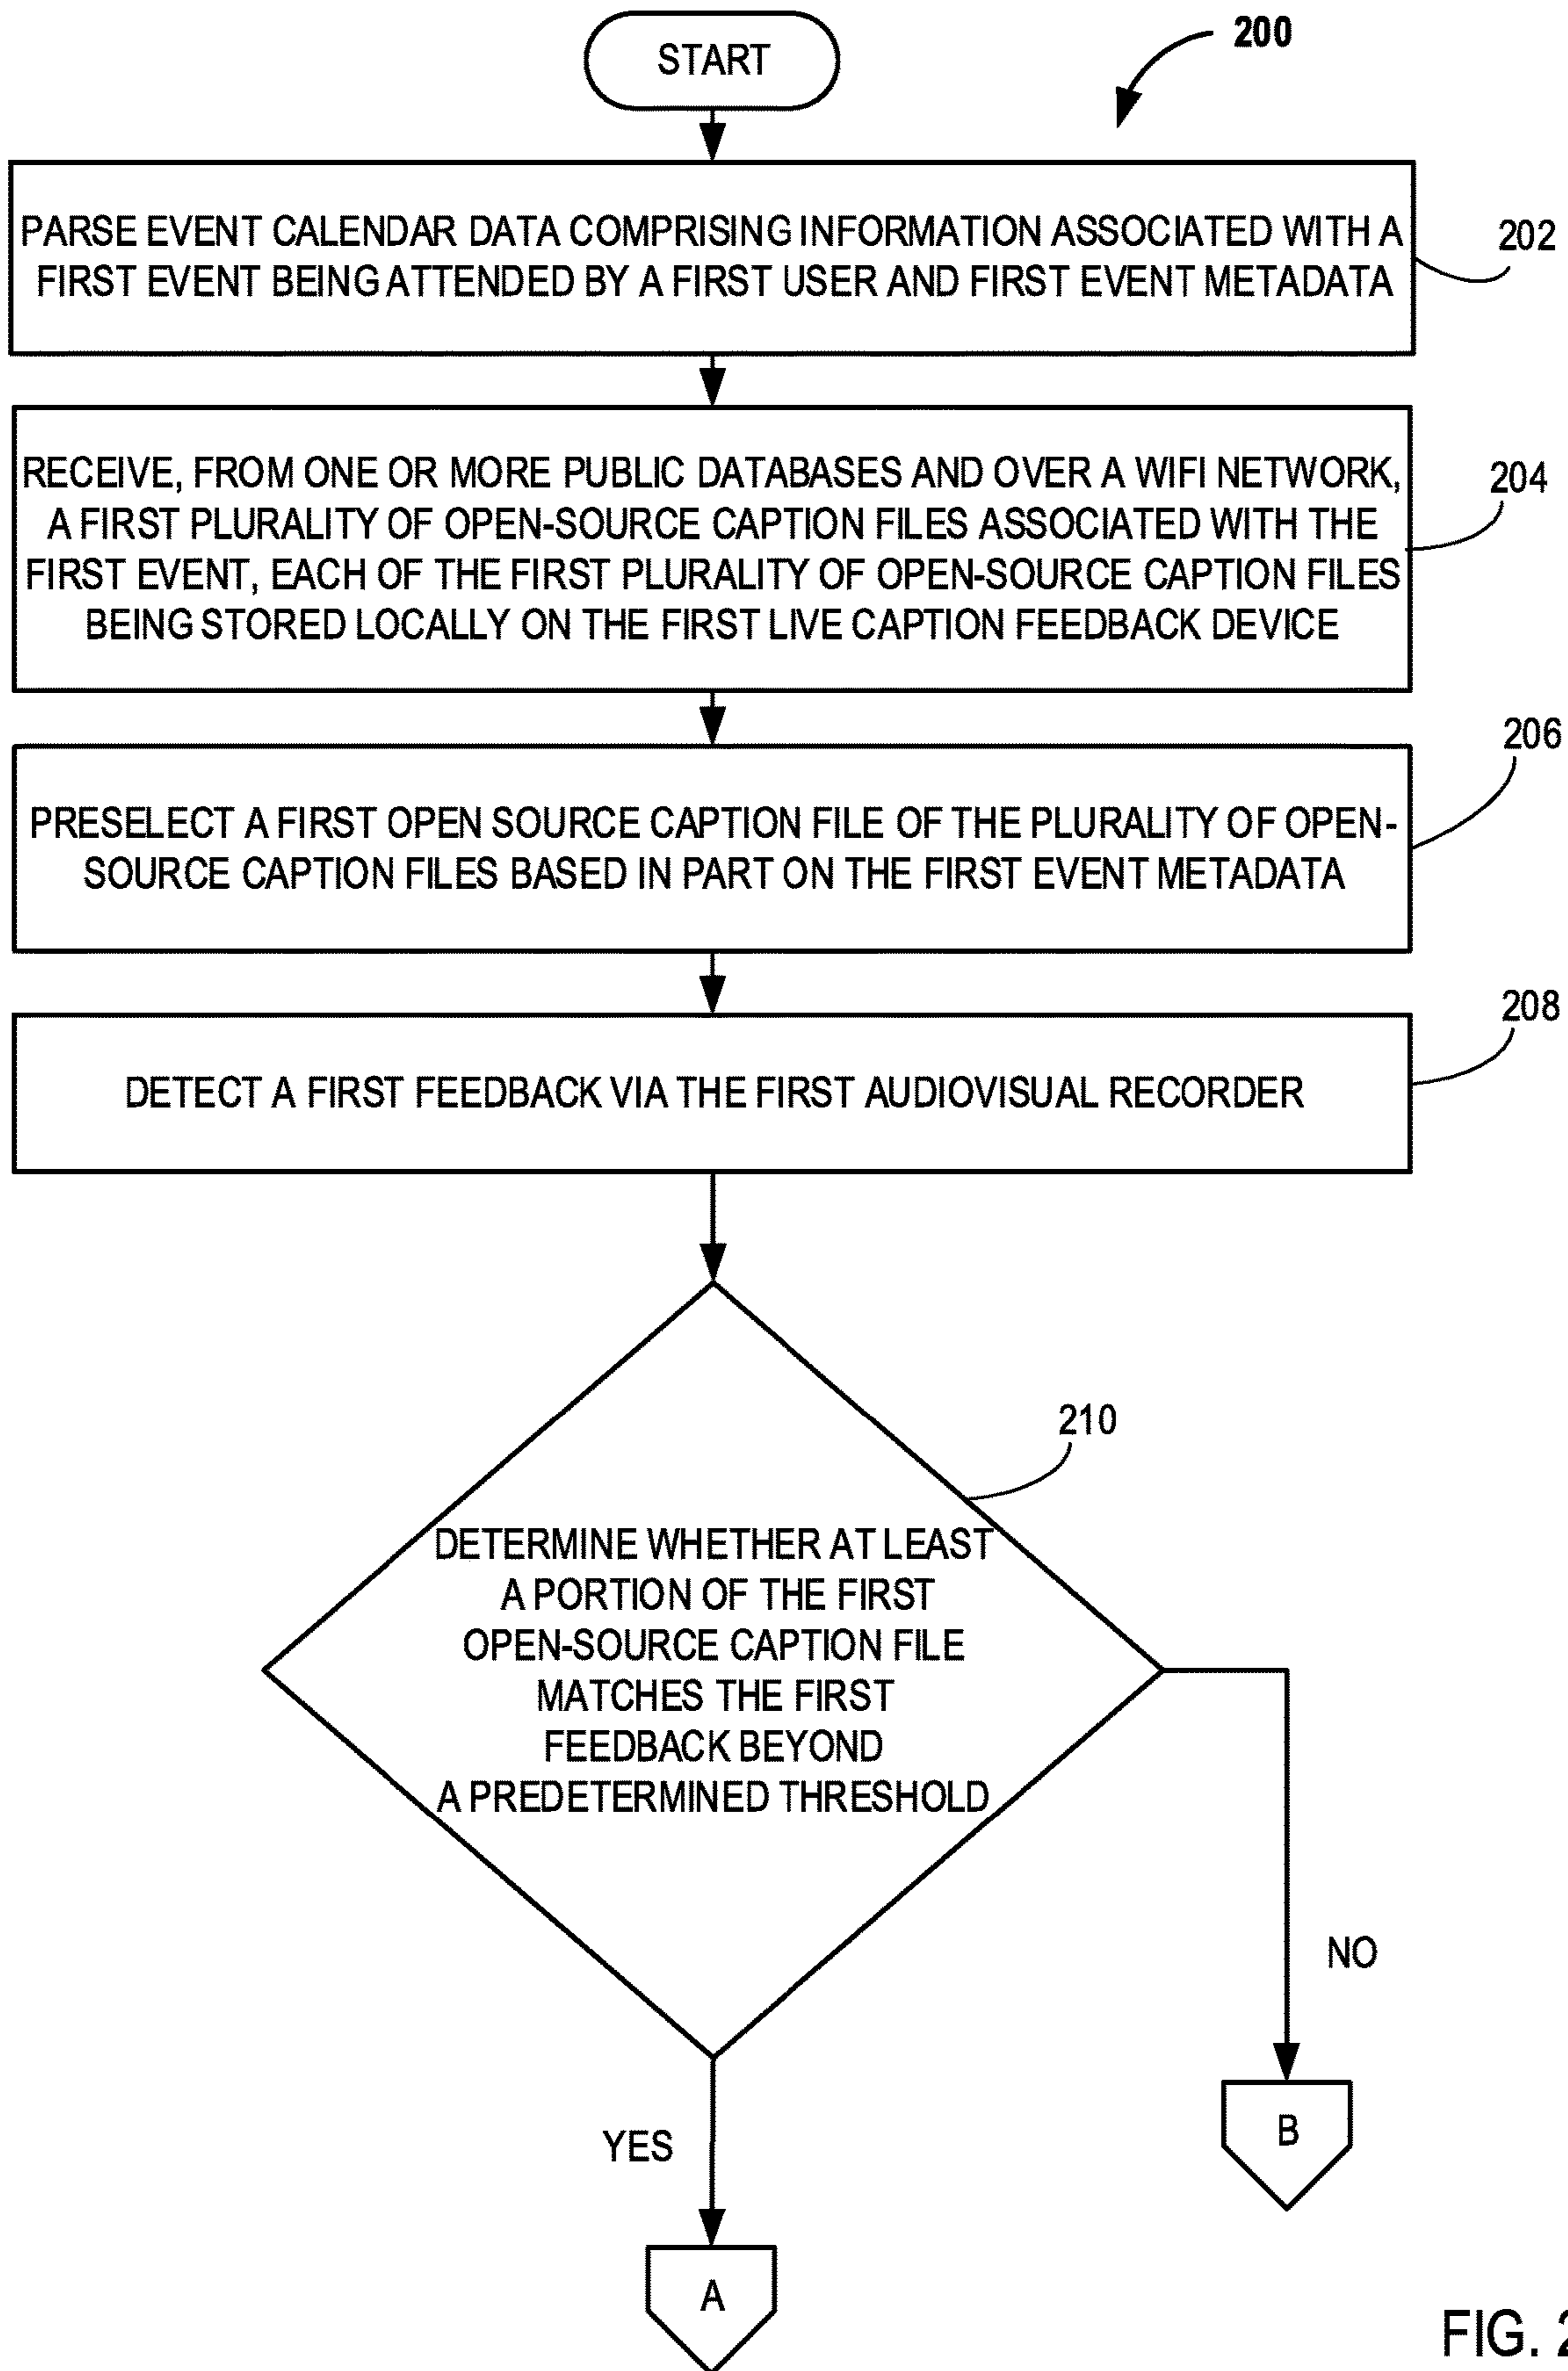 START
200
PARSE EVENT CALENDAR DATA COMPRISING INFORMATION ASSOCIATED WITH A
FIRST EVENT BEING ATTENDED BY A FIRST USER AND FIRST EVENT METADATA
202
RECEIVE, FROM ONE OR MORE PUBLIC DATABASES AND OVER A WIFI NETWORK,
A FIRST PLURALITY OF OPEN-SOURCE CAPTION FILES ASSOCIATED WITH THE
FIRST EVENT, EACH OF THE FIRST PLURALITY OF OPEN-SOURCE CAPTION FILES
BEING STORED LOCALLY ON THE FIRST LIVE CAPTION FEEDBACK DEVICE
204
PRESELECT A FIRST OPEN SOURCE CAPTION FILE OF THE PLURALITY OF OPEN-
SOURCE CAPTION FILES BASED IN PART ON THE FIRST EVENT METADATA
206
DETECT A FIRST FEEDBACK VIA THE FIRST AUDIOVISUAL RECORDER
208
DETERMINE WHETHER AT LEAST
A PORTION OF THE FIRST
OPEN-SOURCE CAPTION FILE
MATCHES THE FIRST
FEEDBACK BEYOND
A PREDETERMINED THRESHOLD
210
NO
B
YES
A
FIG. 2